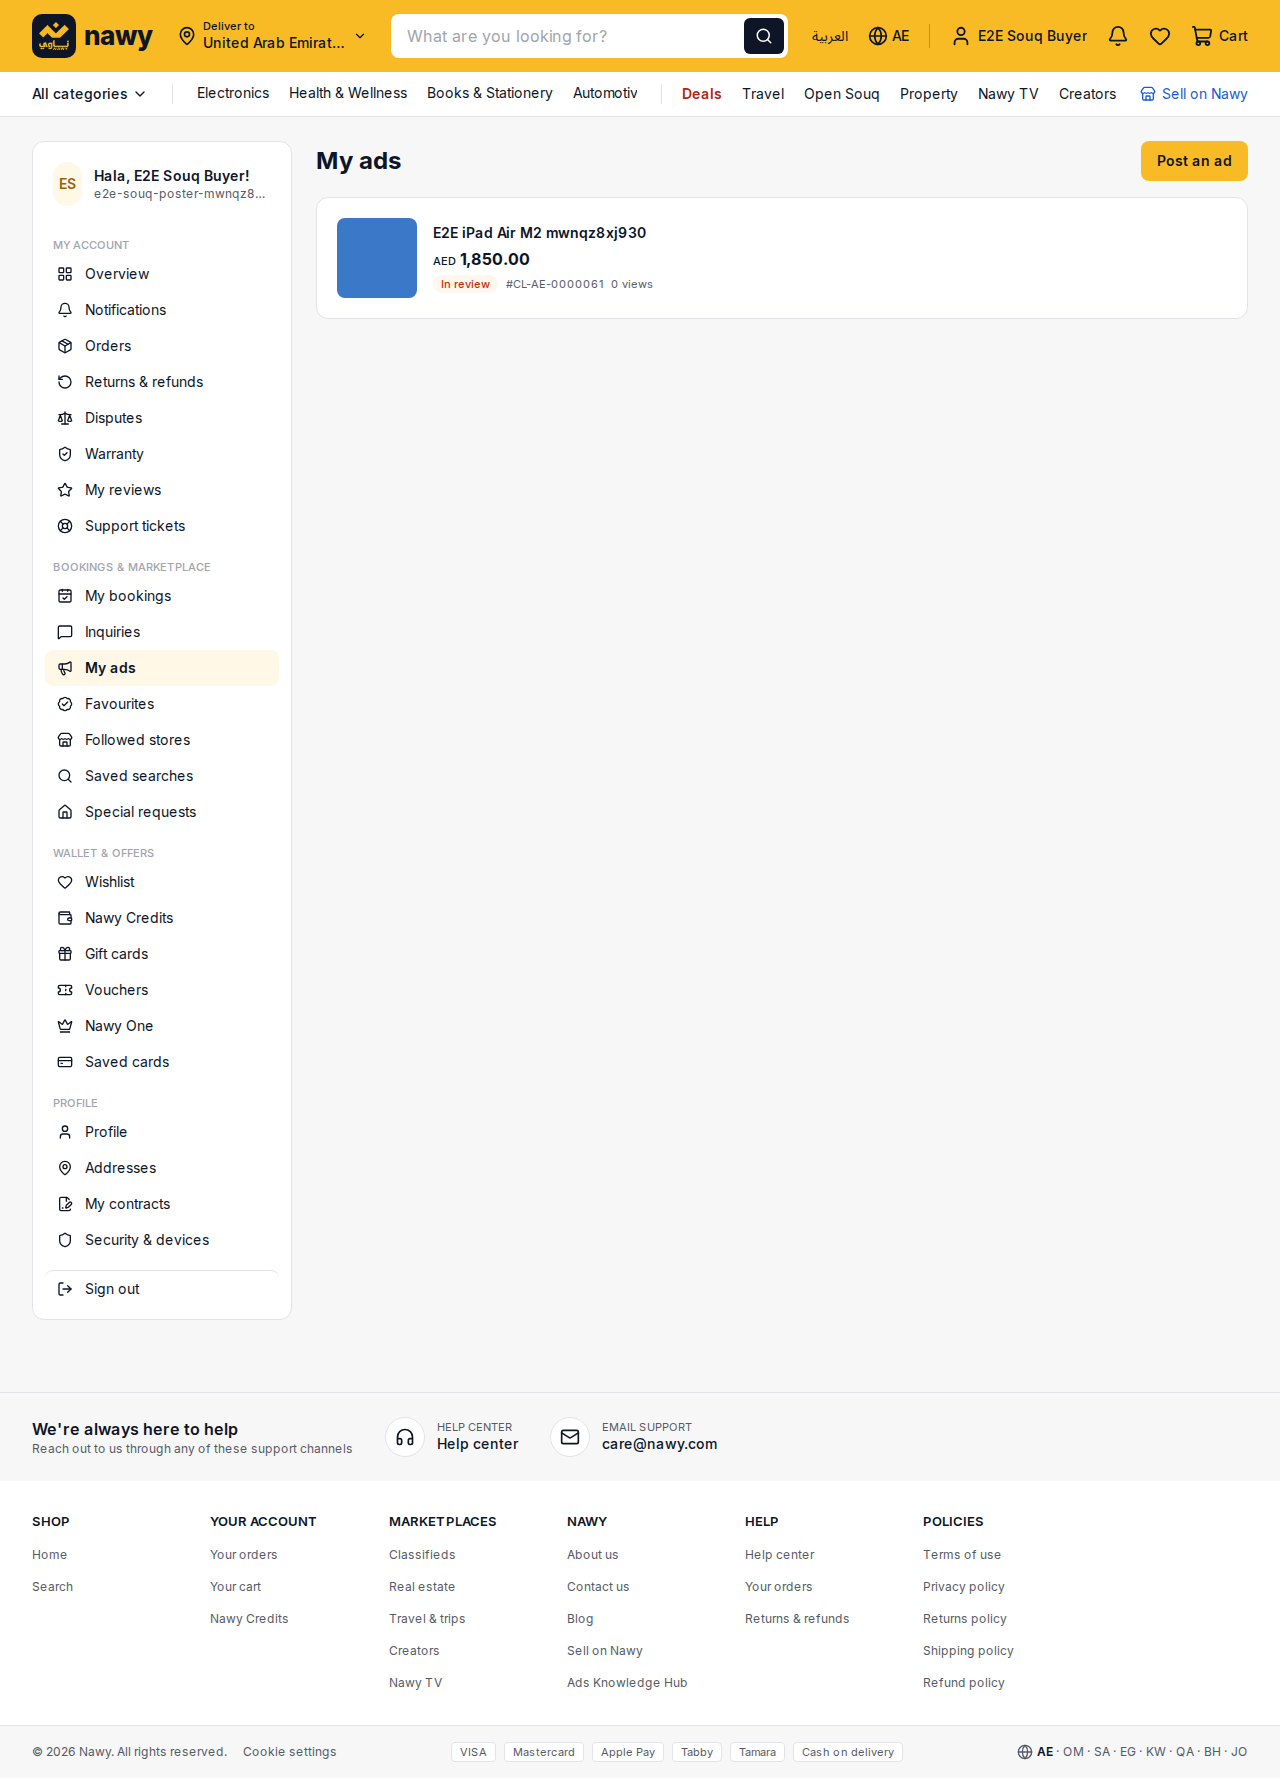 ناوي
nawy
Deliver to
United Arab Emirat...
What are you looking for?
العربية
AE
E2E Souq Buyer
Cart
All categories
Electronics
Health & Wellness
Books & Stationery
Automotiv
Deals
Travel
Open Souq
Property
Nawy TV
Creators
Sell on Nawy
ES
Hala, E2E Souq Buyer!
e2e-souq-poster-mwnqz8...
MY ACCOUNT
Overview
Notifications
Orders
Returns & refunds
Disputes
Warranty
My reviews
Support tickets
BOOKINGS & MARKETPLACE
My bookings
Inquiries
My ads
Favourites
Followed stores
Saved searches
Special requests
WALLET & OFFERS
Wishlist
Nawy Credits
Gift cards
Vouchers
Nawy One
Saved cards
PROFILE
Profile
Addresses
My contracts
Security & devices
Sign out
My ads
Post an ad
E2E iPad Air M2 mwnqz8xj930
AED 1,850.00
In review
#CL-AE-0000061
0 views
We're always here to help
Reach out to us through any of these support channels
HELP CENTER
Help center
EMAIL SUPPORT
care@nawy.com
SHOP
Home
Search
YOUR ACCOUNT
Your orders
Your cart
Nawy Credits
MARKETPLACES
Classifieds
Real estate
Travel & trips
Creators
Nawy TV
NAWY
About us
Contact us
Blog
Sell on Nawy
Ads Knowledge Hub
HELP
Help center
Your orders
Returns & refunds
POLICIES
Terms of use
Privacy policy
Returns policy
Shipping policy
Refund policy
© 2026 Nawy. All rights reserved.
Cookie settings
VISA
Mastercard
Apple Pay
Tabby
Tamara
Cash on delivery
AE · OM · SA · EG · KW · QA · BH · JO